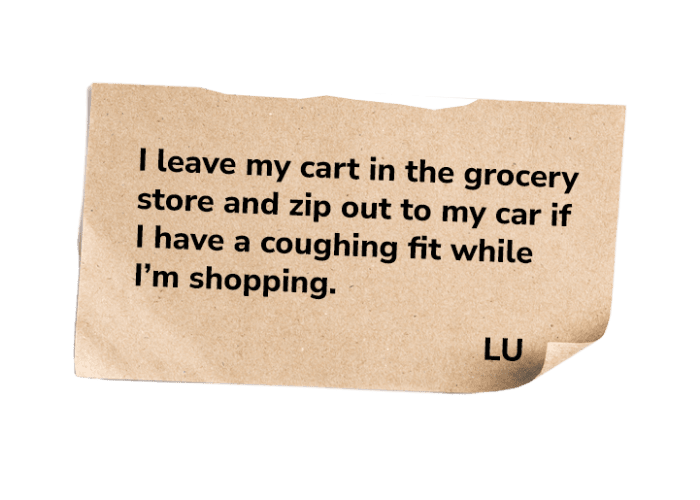 I leave my cart in the grocery
store and zip out to my car if
I have a coughing fit while
I’m shopping.
LU